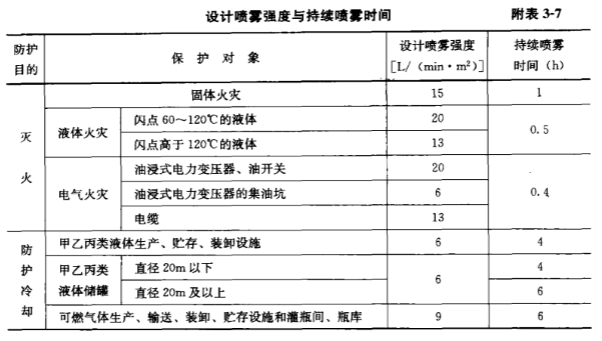 设计喷雾强度与持续喷雾时间 附表 3-7
防护目的 保护对象 设计喷雾强度[L/(min·m²)] 持续喷雾时间(h)
灭火 固体火灾 15 1
液体火灾 闪点 60～120℃的液体 20 0.5
闪点高于 120℃的液体 13
电气火灾 油浸式电力变压器、油开关 20 0.4
油浸式电力变压器的集油坑 6
电缆 13
防护冷却 甲乙丙类液体生产、贮存、装卸设施 6 4
甲乙丙类液体储罐 直径 20m 以下 6 4
直径 20m 及以上 6
可燃气体生产、输送、装卸、贮存设施和灌瓶间、瓶库 9 6